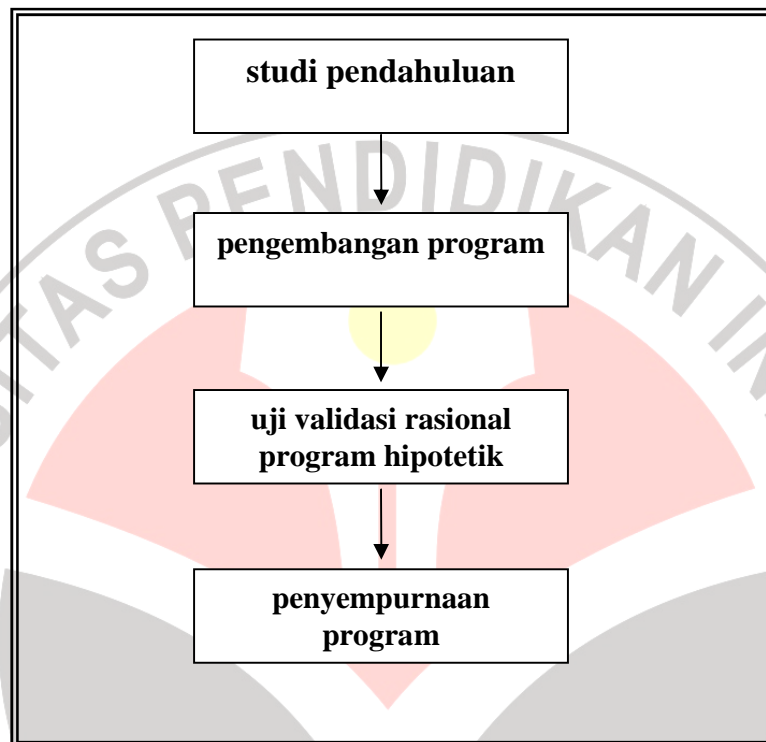 studi pendahuluan
pengembangan program
uji validasi rasional
program hipotetik
penyempurnaan
program